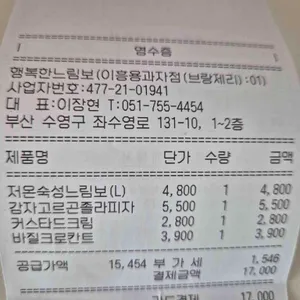 영수증
행복한느림보(이흥용과자점(브랑제리):01)
사업자번호:477-21-01941
대 표:이장현 T:051-755-4454
부산 수영구 좌수영로 131-10, 1~2층
제품명 단가 수량 금액
저온숙성느림보(L) 4,800 1 4,800
감자고르곤졸라피자 5,500 1 5,500
커스타드크림 2,800 1 2,800
바질크로칸트 3,900 1 3,900
공급가액 15,454 부 가 세 1,546
결제금액 17,000
카드결제 17,000